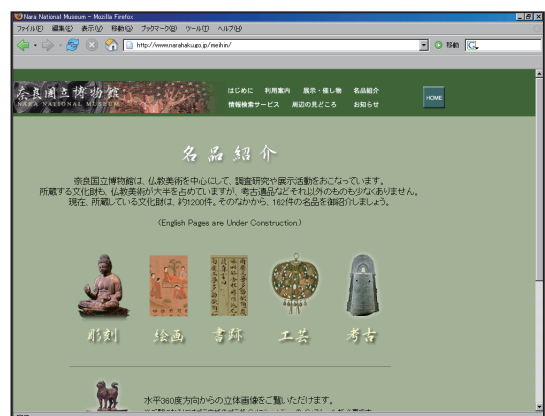 Nara National Museum - Mozilla Firefox
ファイル(F) 編集(E) 表示(V) 移動(G) ブックマーク(B) ツール(T) ヘルプ(H)
http://www.narahaku.go.jp/meihin/ 移動
奈良国立博物館
NARA NATIONAL MUSEUM
はじめに 利用案内 展示・催し物 名品紹介
情報検索サービス 周辺の見どころ お知らせ
HOME
名品紹介
奈良国立博物館は、仏教美術を中心にして、調査研究や展示活動をおこなっています。
所蔵する文化財も、仏教美術が大半を占めていますが、考古遺品などそれ以外のものも少なくありません。
現在、所蔵している文化財は、約1200件。そのなかから、162件の名品を御紹介しましょう。
(English Pages are Under Construction.)
彫刻 絵画 書跡 工芸 考古
水平360度方向からの立体画像をご覧いただけます。